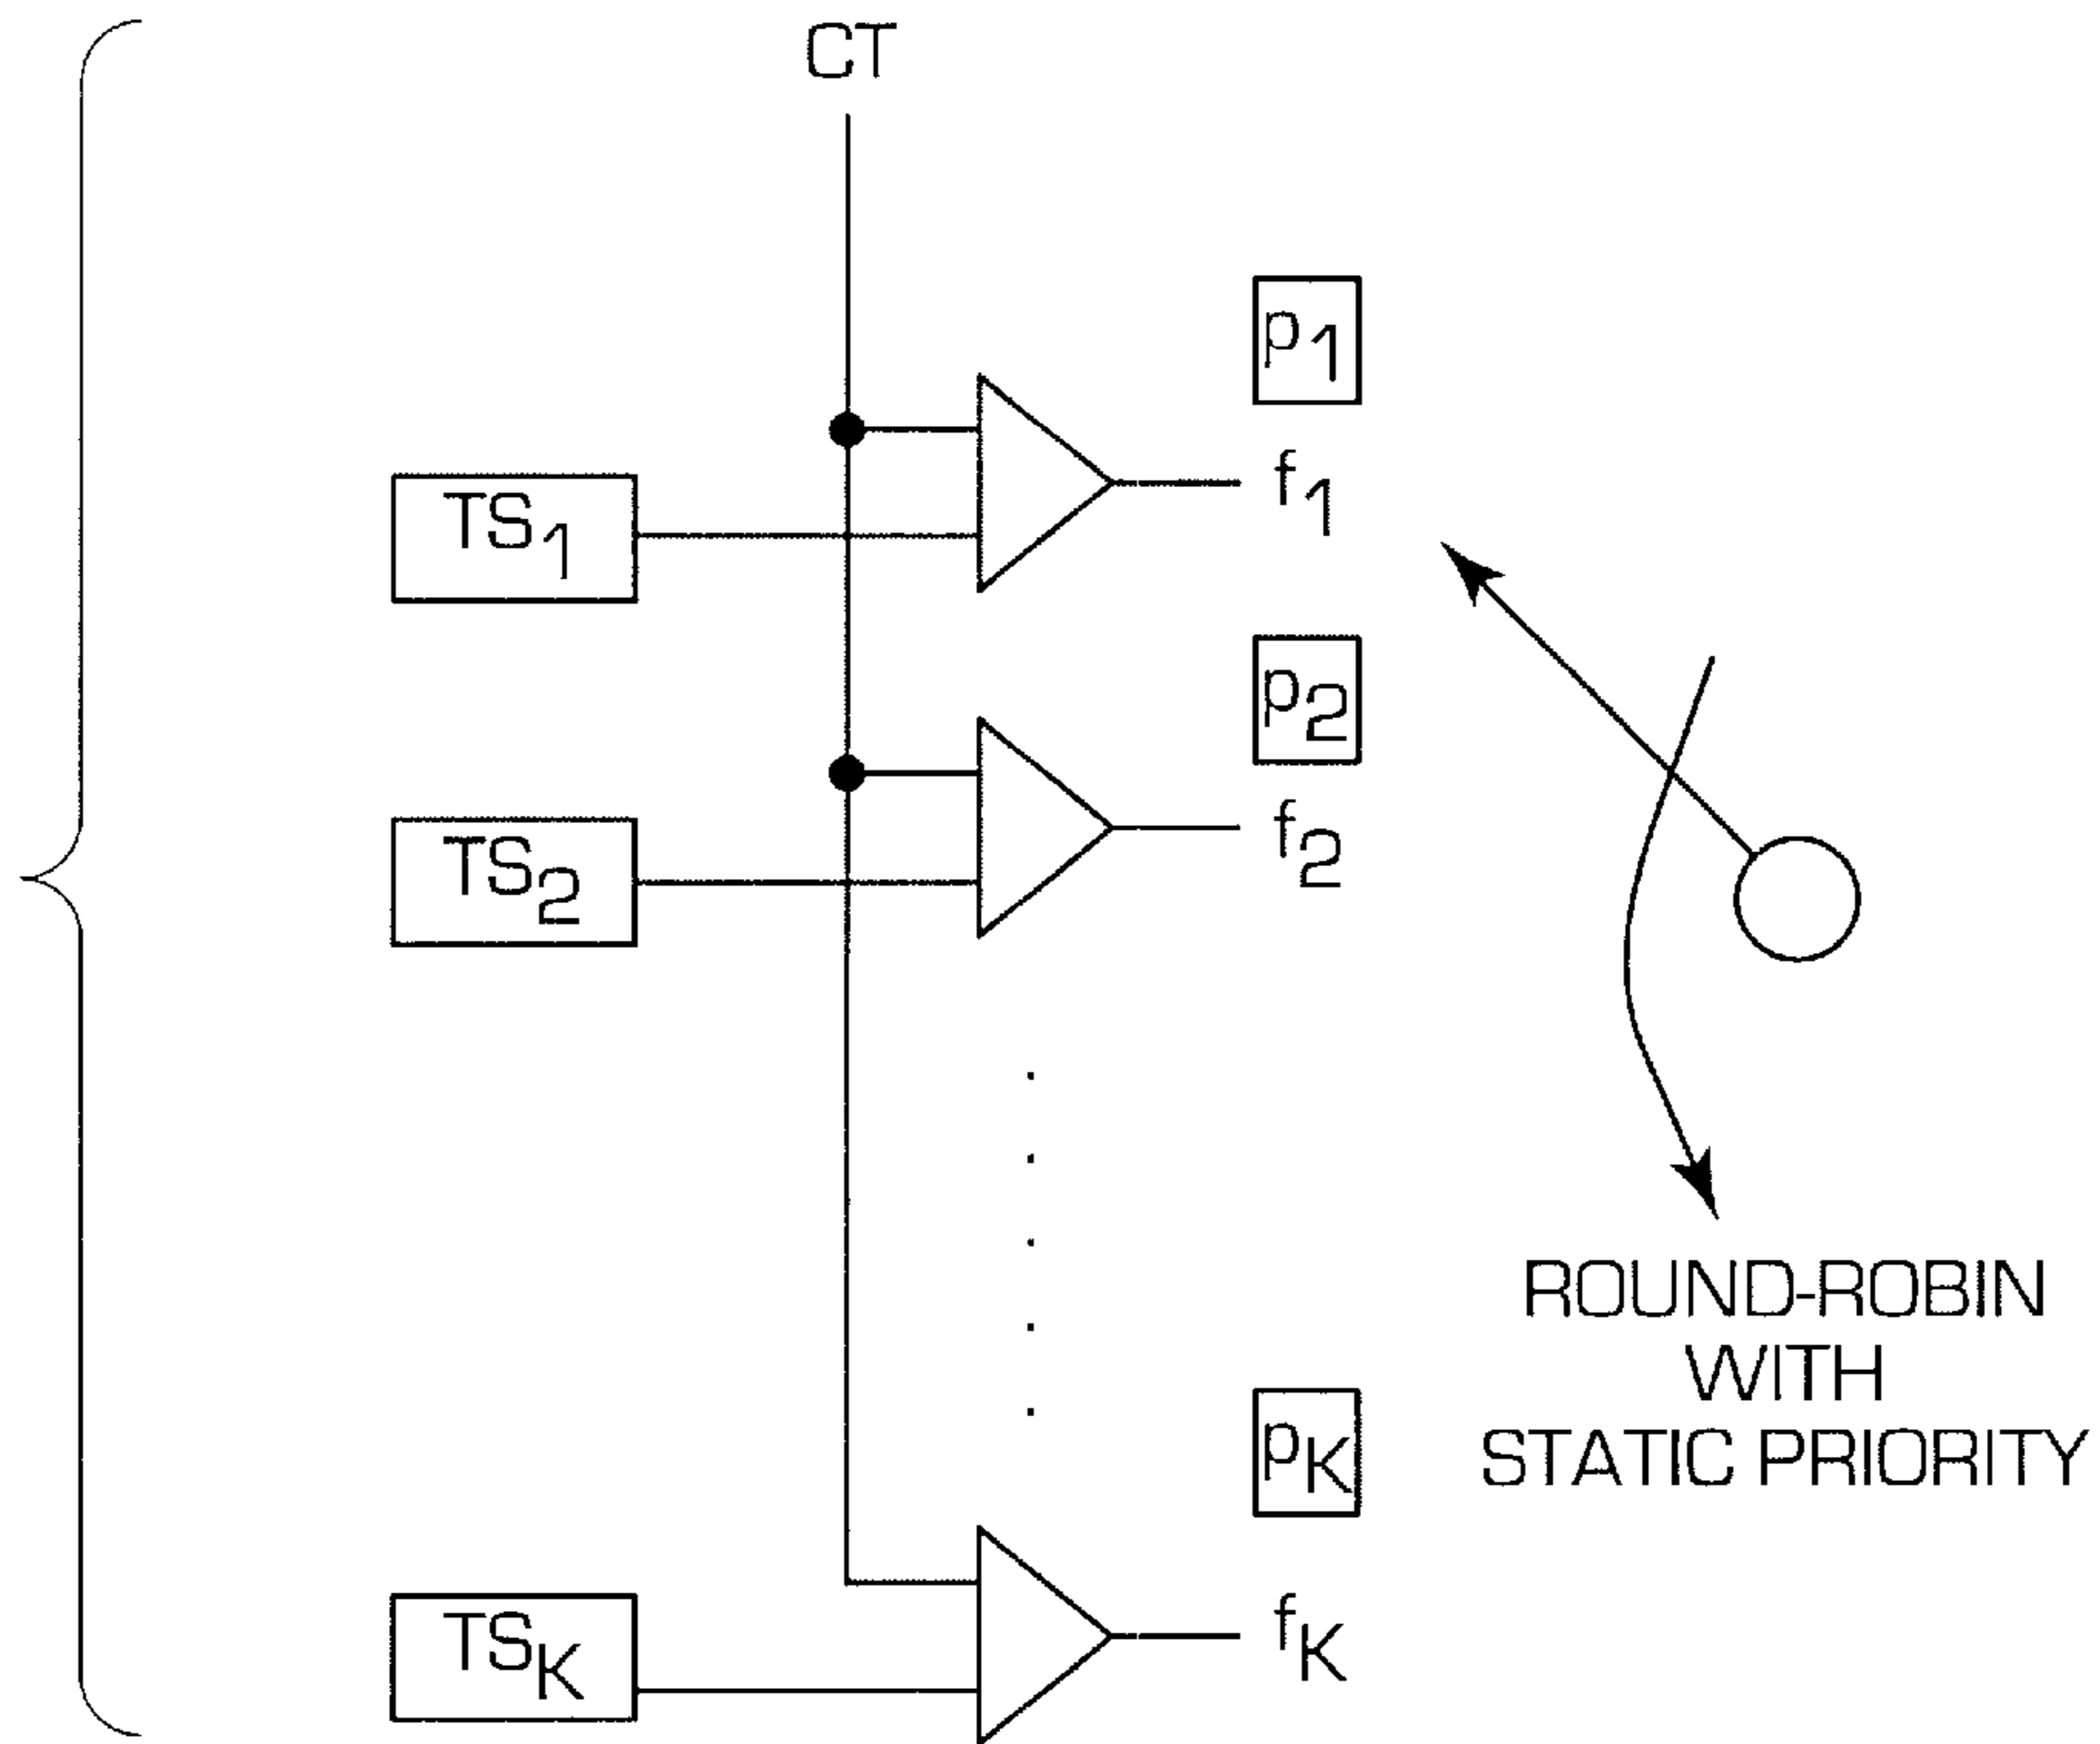 CT
p1
TS1
f1
p2
TS2
f2
ROUND-ROBIN
WITH
STATIC PRIORITY
pK
TSK
fK